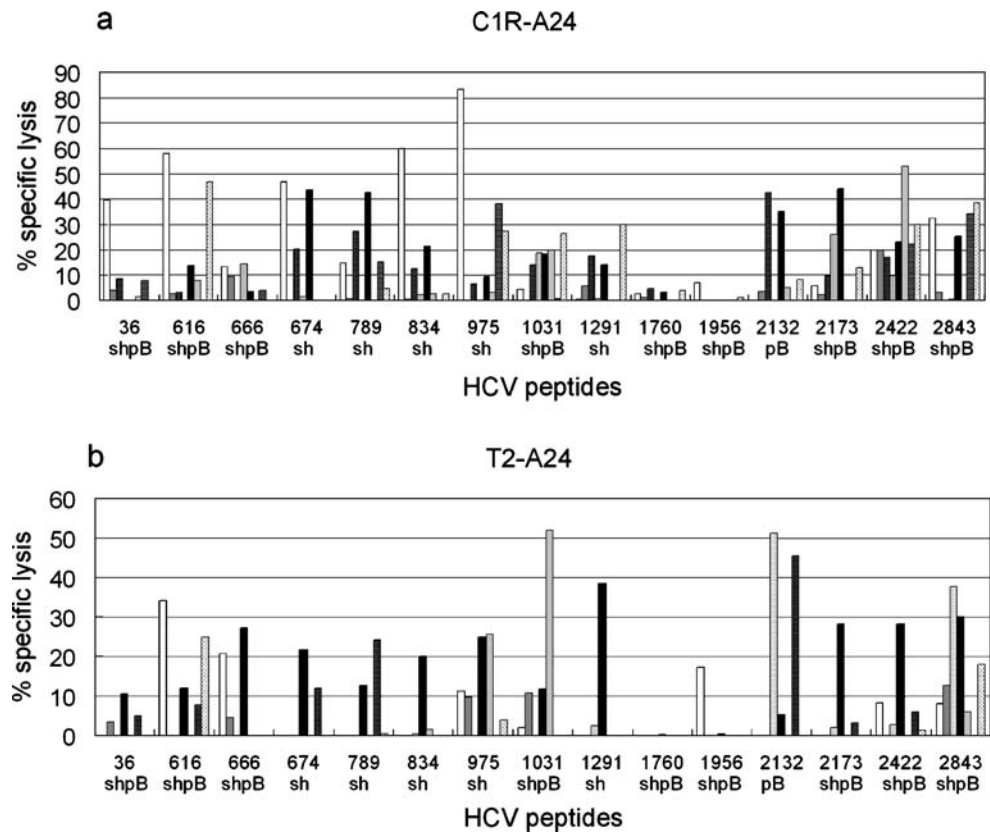 a
C1R-A24
% specific lysis
90
80
70
60
50
40
30
20
10
0
36 616 666 674 789 834 975 1031 1291 1760 1956 2132 2173 2422 2843
shpB shpB shpB sh sh sh sh shpB sh shpB shpB pB shpB shpB shpB
HCV peptides
b
T2-A24
% specific lysis
60
50
40
30
20
10
0
36 616 666 674 789 834 975 1031 1291 1760 1956 2132 2173 2422 2843
shpB shpB shpB sh sh sh sh shpB sh shpB shpB pB shpB shpB shpB
HCV peptides